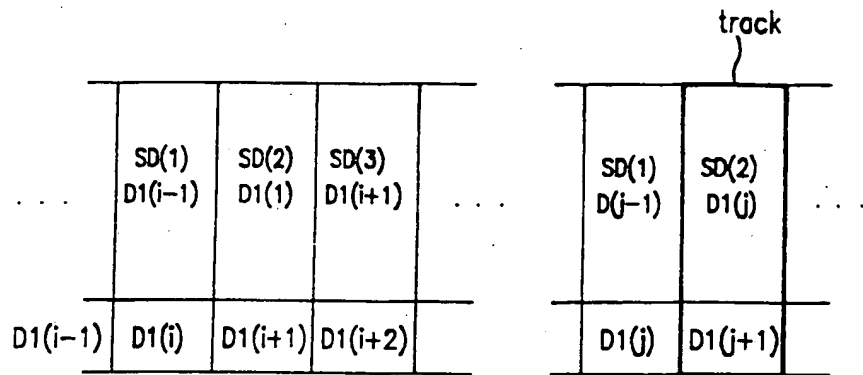 track
SD(1) SD(2) SD(3) SD(1) SD(2)
. . . D1(i-1) D1(1) D1(i+1) . . . D(j-1) D1(j) . . .
D1(i-1) D1(i) D1(i+1) D1(i+2) D1(j) D1(j+1)